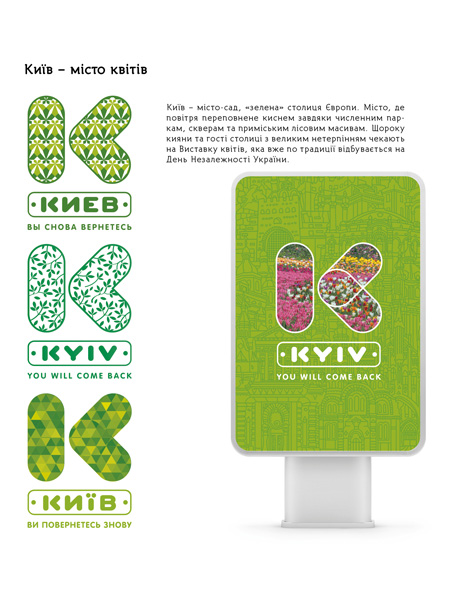 Київ – місто квітів
Київ – місто-сад, «зелена» столиця Європи. Місто, де
повітря переповнене киснем завдяки численним пар-
кам, скверам та приміським лісовим масивам. Щороку
кияни та гості столиці з великим нетерпінням чекають
на Виставку квітів, яка вже по традиції відбувається на
День Незалежності України.
К
·КИЕВ·
ВЫ СНОВА ВЕРНЕТЕСЬ
K
·KYIV·
YOU WILL COME BACK
К
·КИЇВ·
ВИ ПОВЕРНЕТЕСЬ ЗНОВУ
K
·KYIV·
YOU WILL COME BACK